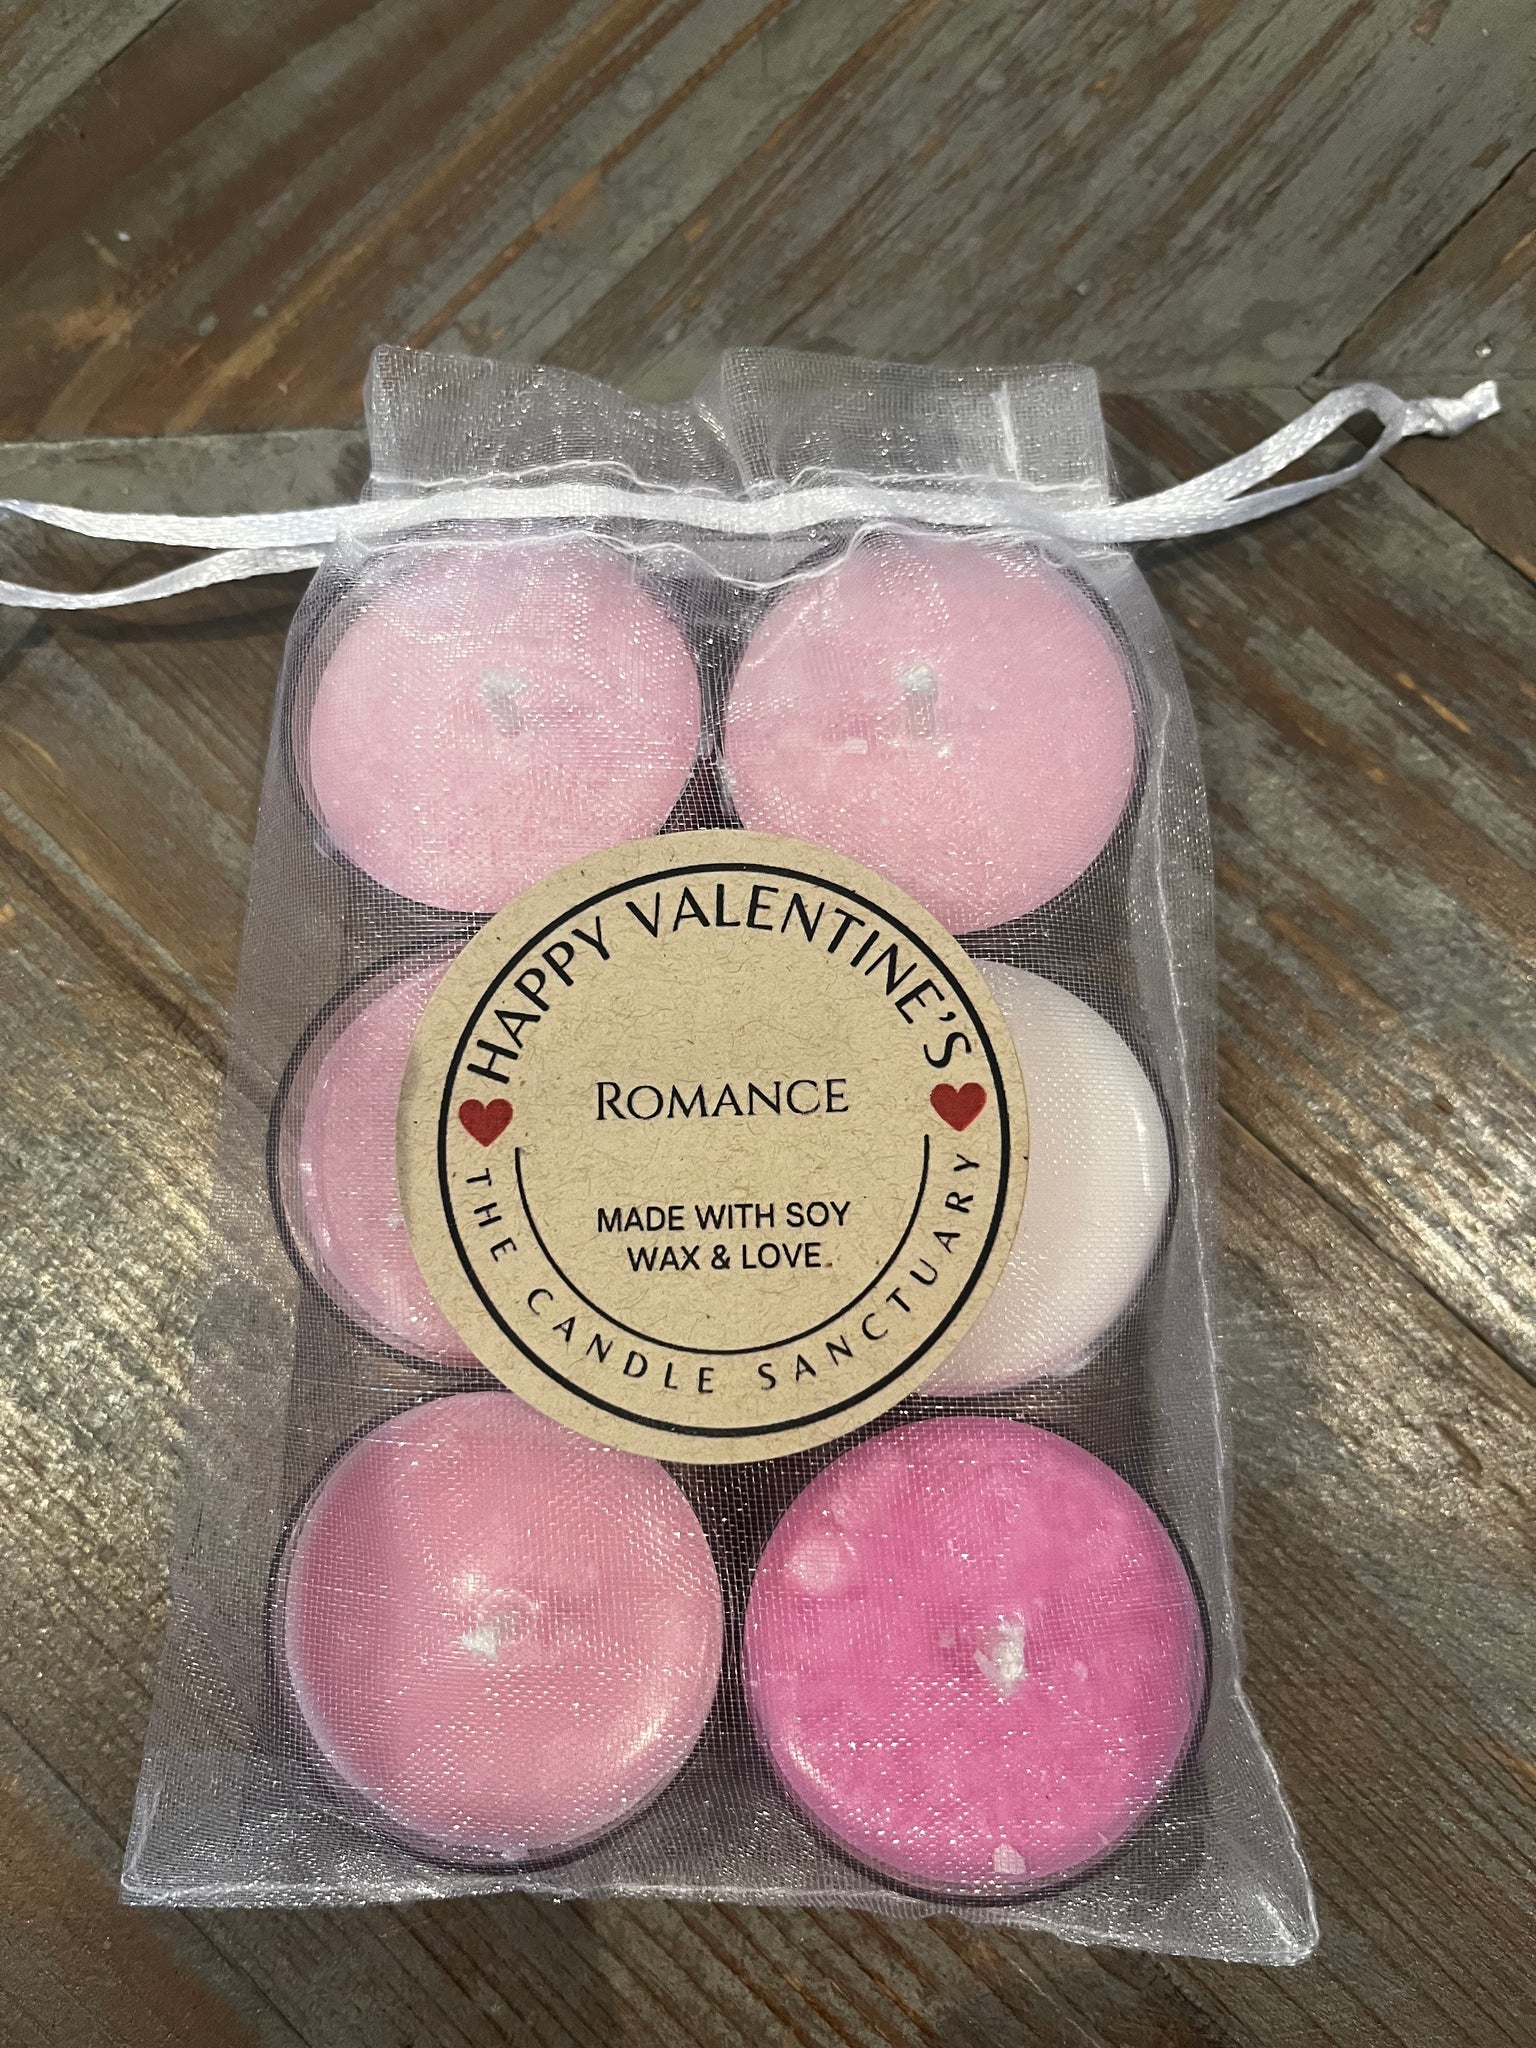 HAPPY VALENTINE'S
ROMANCE
MADE WITH SOY
WAX & LOVE
THE CANDLE SANCTUARY